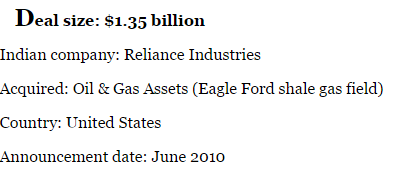 Deal size: $1.35 billion
Indian company: Reliance Industries
Acquired: Oil & Gas Assets (Eagle Ford shale gas field)
Country: United States
Announcement date: June 2010